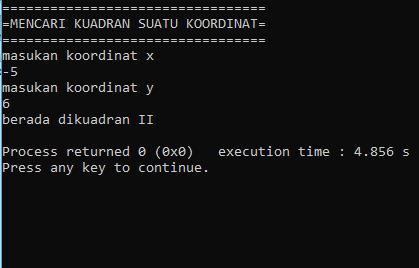 =================================
=MENCARI KUADRAN SUATU KOORDINAT=
=================================
masukan koordinat x
-5
masukan koordinat y
6
berada dikuadran II
Process returned 0 (0x0)   execution time : 4.856 s
Press any key to continue.